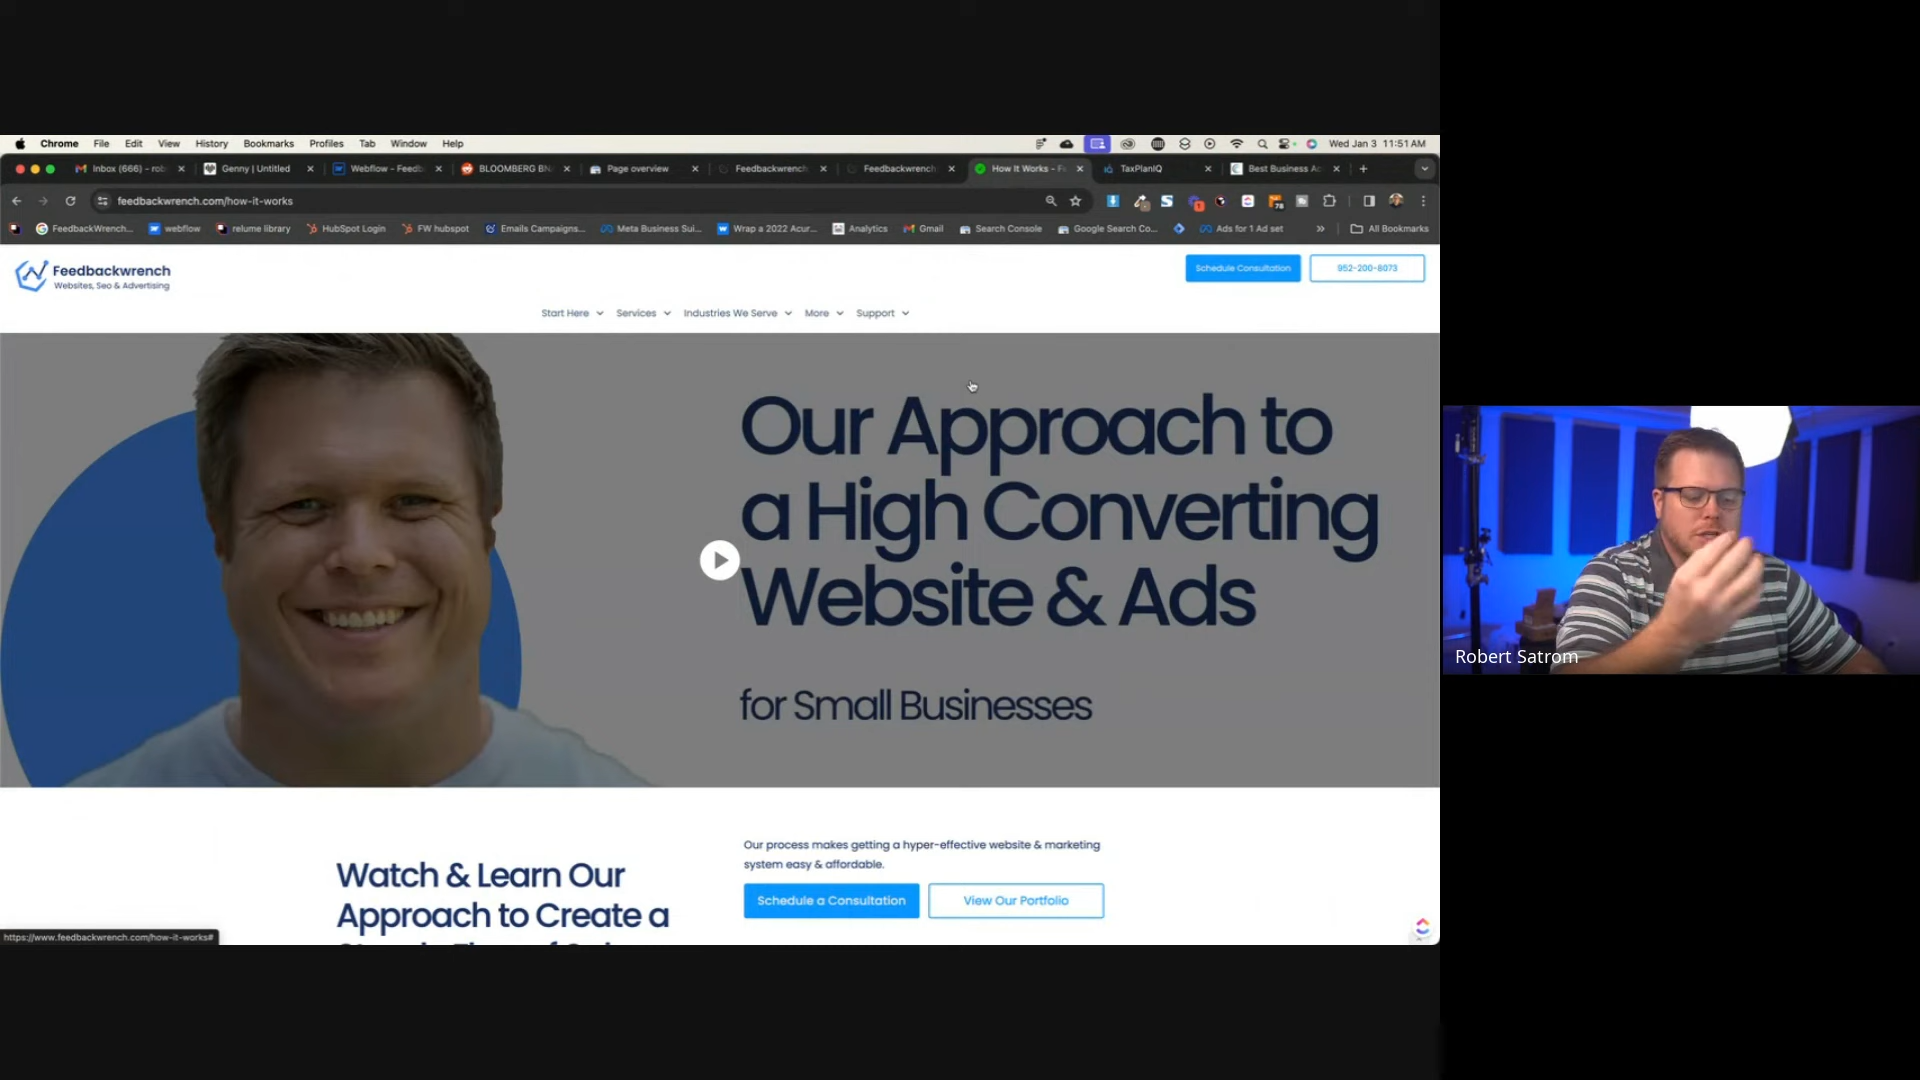 Chrome File Edit View History Bookmarks Profiles Tab Window Help Wed Jan 3 11:51 AM
Inbox (666) – rob Genny | Untitled Webflow – Feedb BLOOMBERG BN Page overview Feedbackwrench Feedbackwrench How It Works – F TaxPlanIQ Best Business Ac
feedbackwrench.com/how-it-works
FeedbackWrench... webflow relume library HubSpot Login FW hubspot Emails Campaigns... Meta Business Sui... Wrap a 2022 Acur... Analytics Gmail Search Console Google Search Co... Ads for 1 Ad set » All Bookmarks
Feedbackwrench
Websites, Seo & Advertising
Schedule Consultation 952-200-8073
Start Here Services Industries We Serve More Support
Our Approach to
a High Converting
Website & Ads
for Small Businesses
Robert Satrom
Our process makes getting a hyper-effective website & marketing
system easy & affordable.
Schedule a Consultation View Our Portfolio
Watch & Learn Our
Approach to Create a
https://www.feedbackwrench.com/how-it-works#